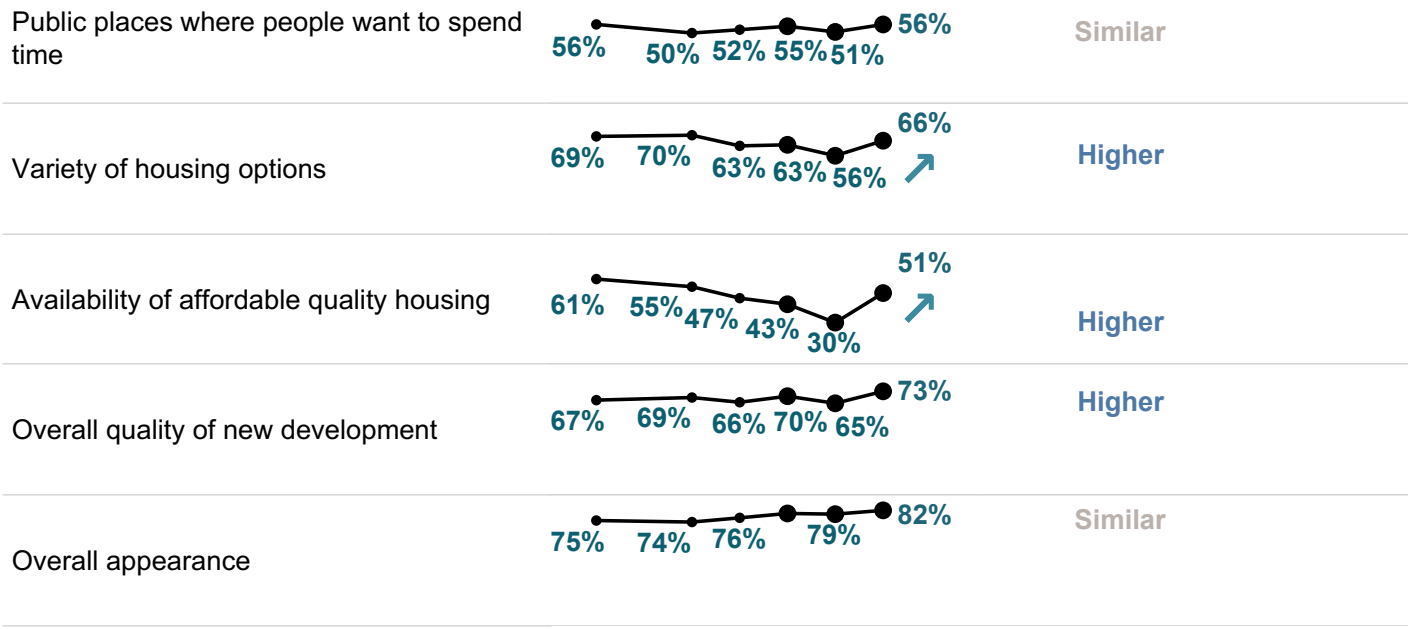 Public places where people want to spend
time
56% 50% 52% 55% 51% 56%
Similar
Variety of housing options
69% 70% 63% 63% 56% 66%
Higher
Availability of affordable quality housing
61% 55% 47% 43% 30% 51%
Higher
Overall quality of new development
67% 69% 66% 70% 65% 73%
Higher
Overall appearance
75% 74% 76% 79% 82%
Similar